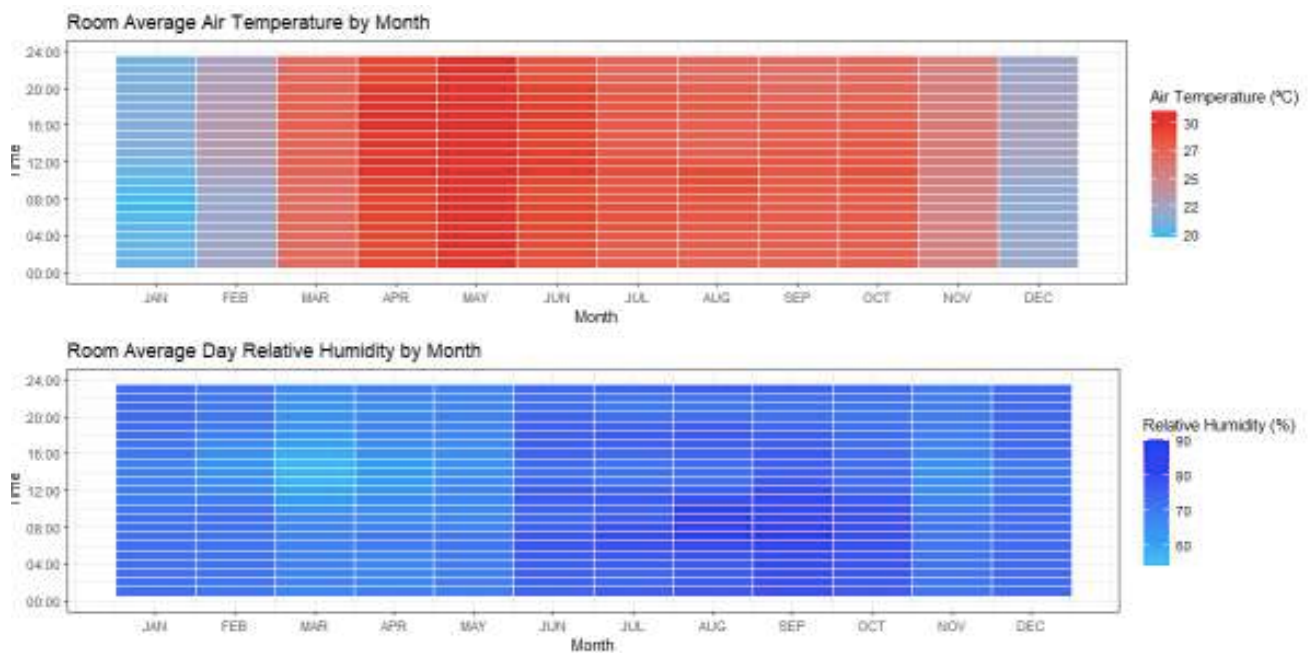 Room Average Air Temperature by Month
24:00
20:00
16:00
12:00
08:00
04:00
00:00
Time
JAN FEB MAR APR MAY JUN JUL AUG SEP OCT NOV DEC
Month
Air Temperature (ºC)
30
27
25
22
20
Room Average Day Relative Humidity by Month
24:00
20:00
16:00
12:00
08:00
04:00
00:00
Time
JAN FEB MAR APR MAY JUN JUL AUG SEP OCT NOV DEC
Month
Relative Humidity (%)
90
80
70
60